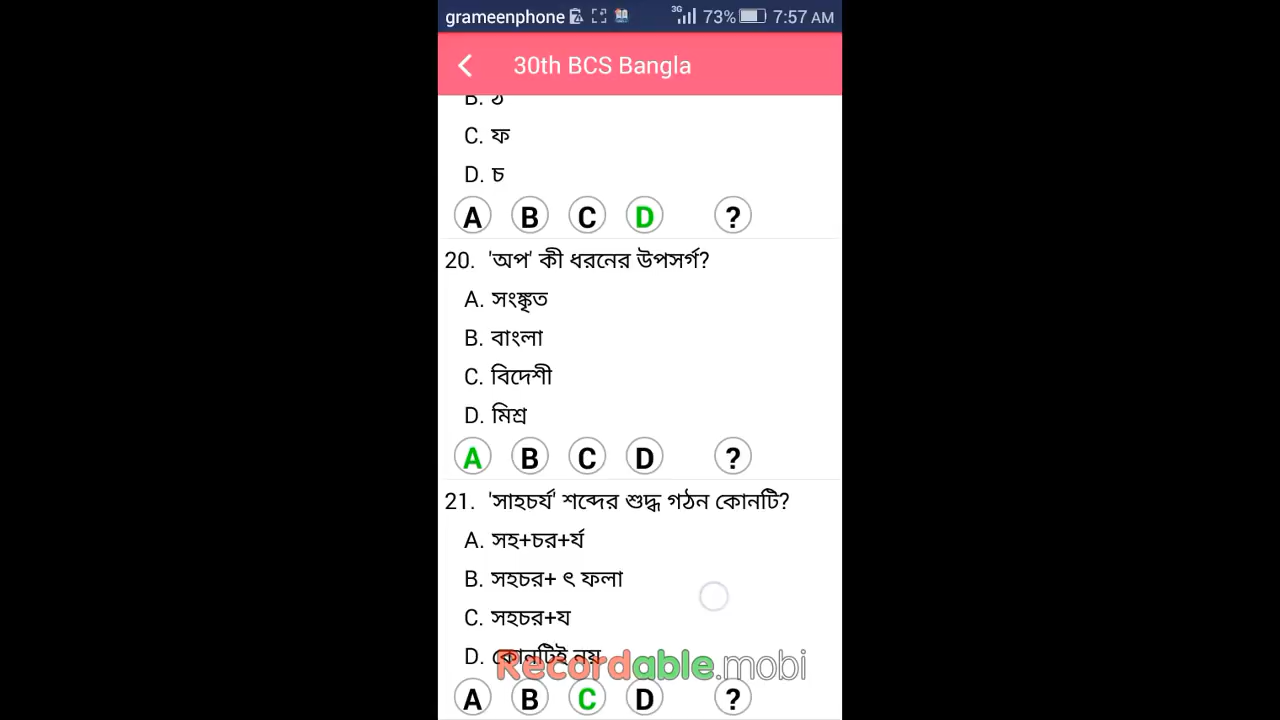 grameenphone 3G 73% 7:57 AM
30th BCS Bangla
B. ঠ
C. ফ
D. চ
A B C D ?
20. 'অপ' কী ধরনের উপসর্গ?
A. সংষ্কৃত
B. বাংলা
C. বিদেশী
D. মিশ্র
A B C D ?
21. 'সাহচর্য' শব্দের শুদ্ধ গঠন কোনটি?
A. সহ+চর+র্য
B. সহচর+ ৎ ফলা
C. সহচর+য
D. কোনটিই নয়
Recordable.mobi
A B C D ?